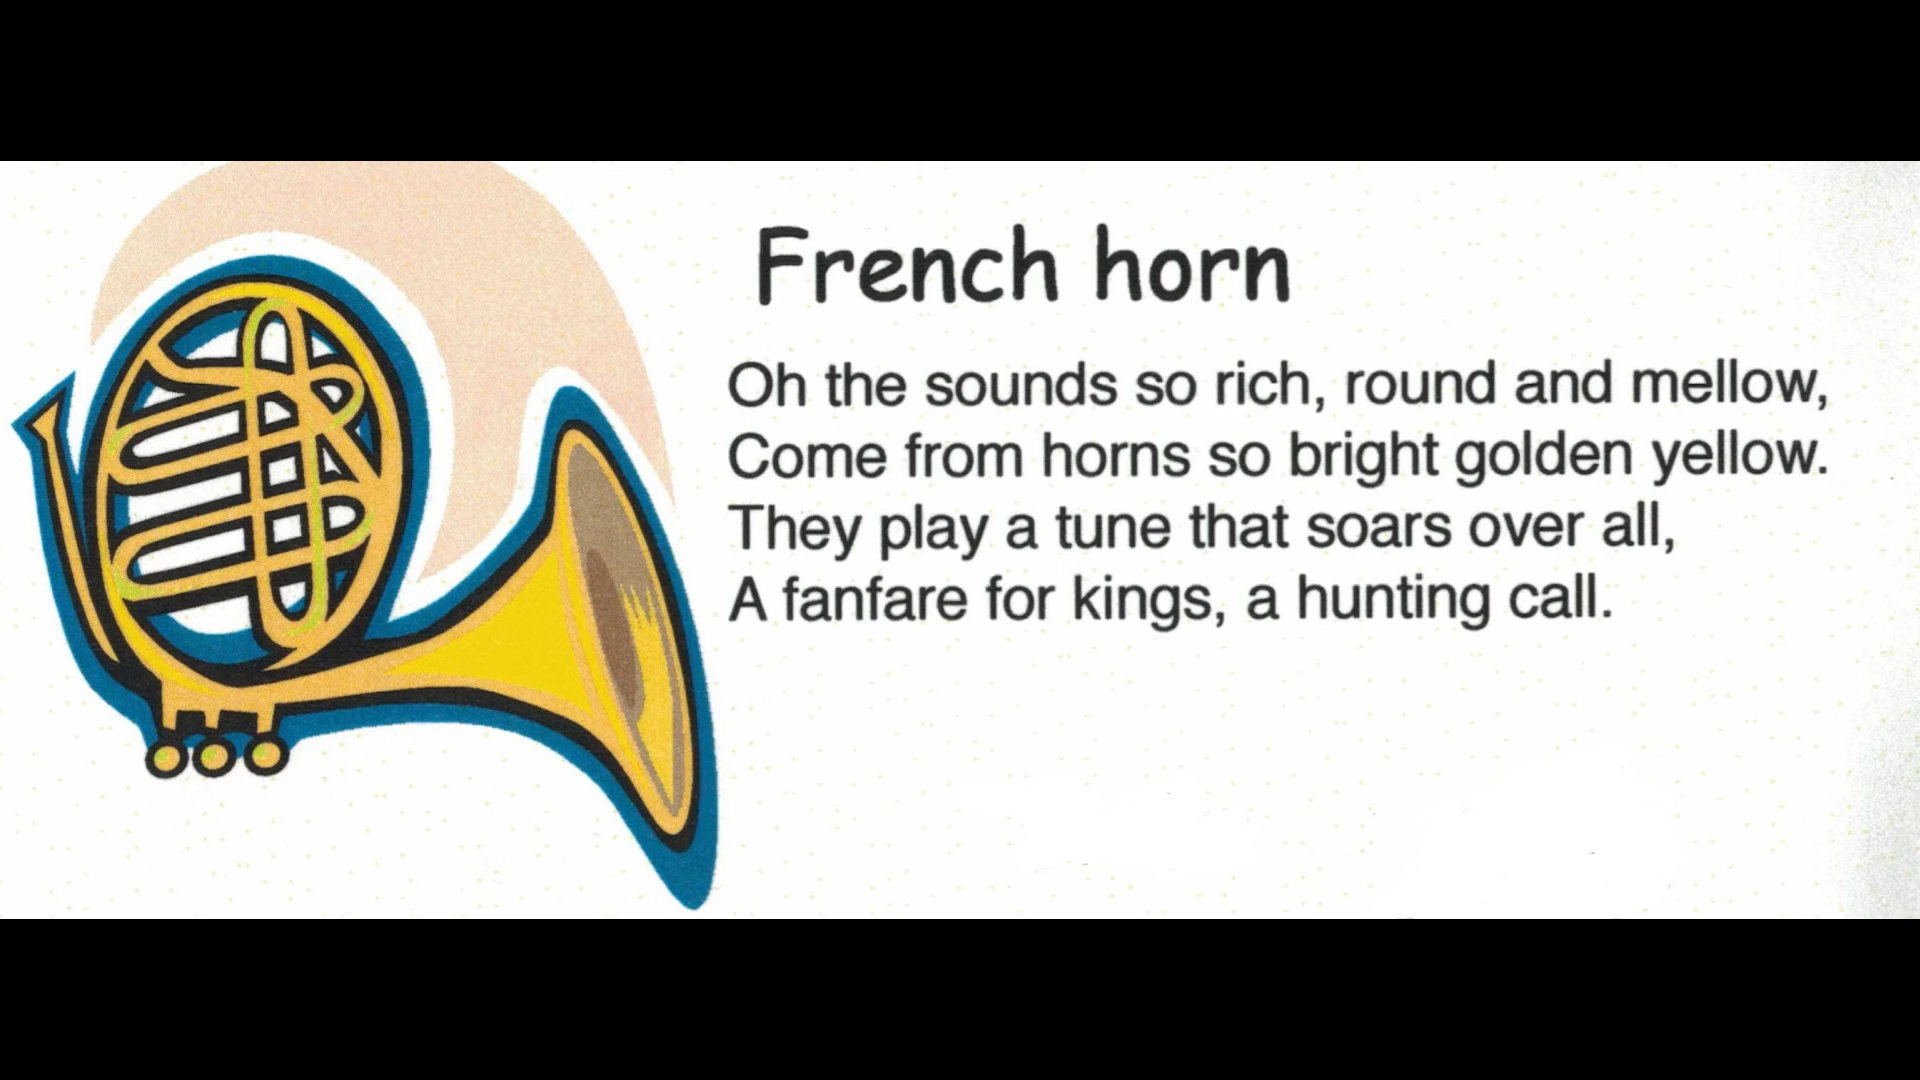 French horn
Oh the sounds so rich, round and mellow,
Come from horns so bright golden yellow.
They play a tune that soars over all,
A fanfare for kings, a hunting call.